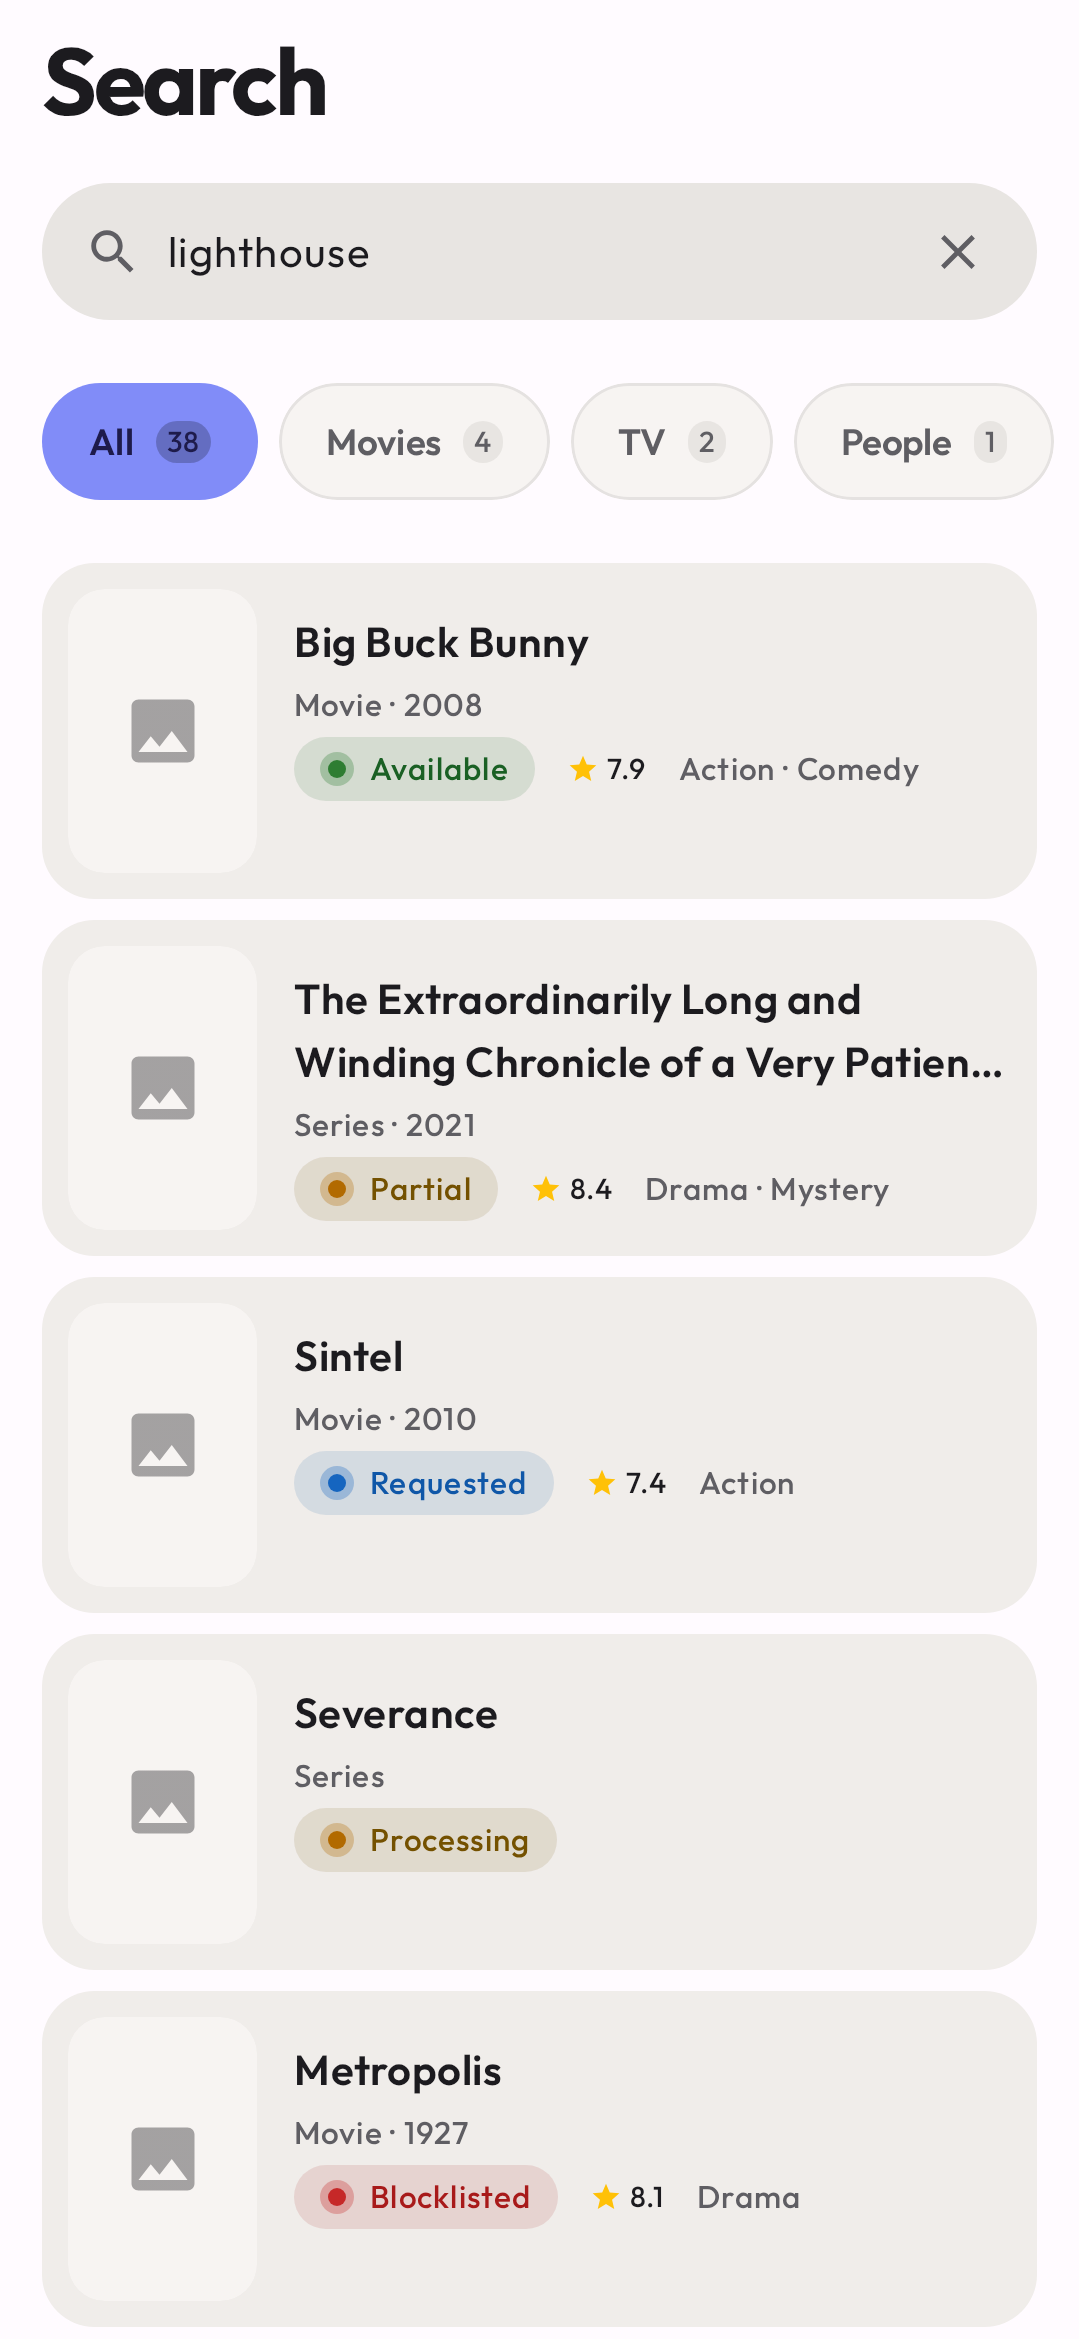 Search
lighthouse
All 38 Movies 4 TV 2 People 1
Big Buck Bunny
Movie · 2008
Available 7.9 Action · Comedy
The Extraordinarily Long and
Winding Chronicle of a Very Patien...
Series · 2021
Partial 8.4 Drama · Mystery
Sintel
Movie · 2010
Requested 7.4 Action
Severance
Series
Processing
Metropolis
Movie · 1927
Blocklisted 8.1 Drama